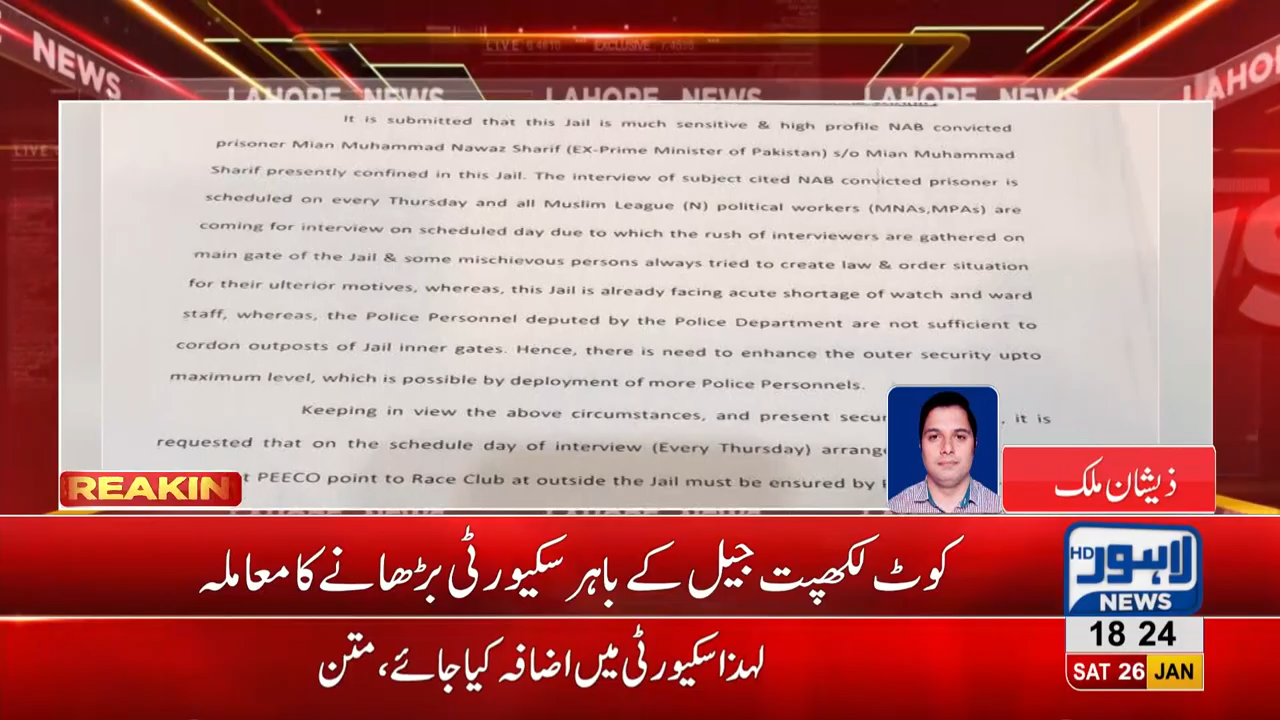 NEWS
LIVE
LAHORE NEWS
LAHORE NEWS
LAHORE NEWS
It is submitted that this Jail is much sensitive & high profile NAB convicted
prisoner Mian Muhammad Nawaz Sharif (EX-Prime Minister of Pakistan) s/o Mian Muhammad
Sharif presently confined in this Jail. The interview of subject cited NAB convicted prisoner is
scheduled on every Thursday and all Muslim League (N) political workers (MNAs,MPAs) are
coming for interview on scheduled day due to which the rush of interviewers are gathered on
main gate of the Jail & some mischievous persons always tried to create law & order situation
for their ulterior motives, whereas, this Jail is already facing acute shortage of watch and ward
staff, whereas, the Police Personnel deputed by the Police Department are not sufficient to
cordon outposts of Jail inner gates. Hence, there is need to enhance the outer security upto
maximum level, which is possible by deployment of more Police Personnels.
Keeping in view the above circumstances, and present secur , it is
requested that on the schedule day of interview (Every Thursday) arrang
t PEECO point to Race Club at outside the Jail must be ensured by
REAKIN
ذیشان ملک
کوٹ لکھپت جیل کے باہر سکیورٹی بڑھانے کا معاملہ
لہذا سکیورٹی میں اضافہ کیا جائے، متن
HD لاہور
NEWS
18 24
SAT 26 JAN